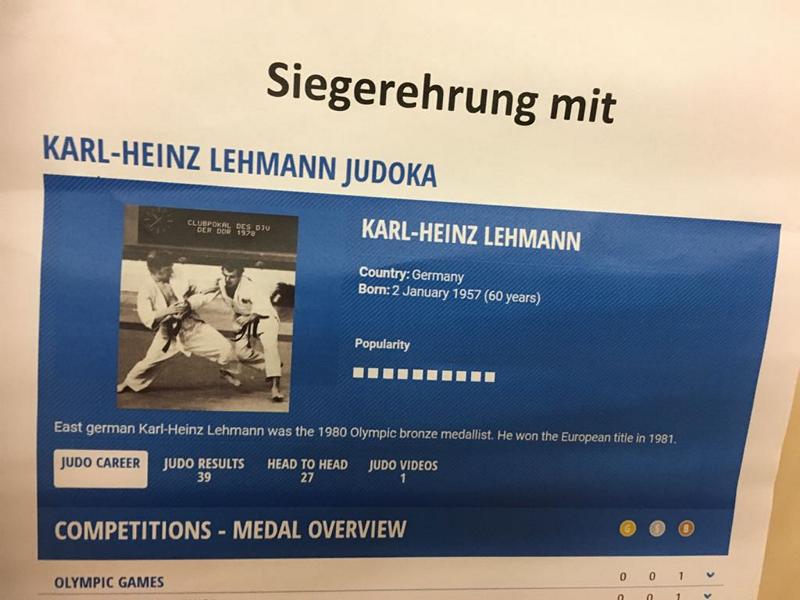 Siegerehrung mit
KARL-HEINZ LEHMANN JUDOKA
CLUBPOKAL DES DJV
DER DDR 1978
KARL-HEINZ LEHMANN
Country: Germany
Born: 2 January 1957 (60 years)
Popularity
East german Karl-Heinz Lehmann was the 1980 Olympic bronze medallist. He won the European title in 1981.
JUDO CAREER JUDO RESULTS HEAD TO HEAD JUDO VIDEOS
39 27 1
COMPETITIONS - MEDAL OVERVIEW G S B
OLYMPIC GAMES 0 0 1
0 0 1